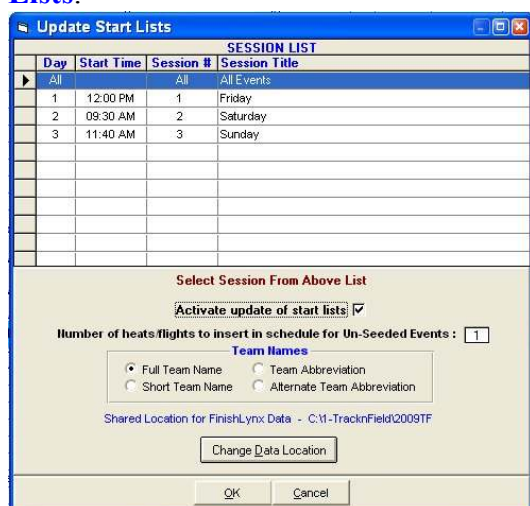 Lists.
Update Start Lists
SESSION LIST
Day Start Time Session # Session Title
All All All Events
1 12:00 PM 1 Friday
2 09:30 AM 2 Saturday
3 11:40 AM 3 Sunday
Select Session From Above List
Activate update of start lists
Number of heats/flights to insert in schedule for Un-Seeded Events : 1
Team Names
Full Team Name Team Abbreviation
Short Team Name Alternate Team Abbreviation
Shared Location for FinishLynx Data - C:\1-TracknField\2009TF
Change Data Location
OK Cancel